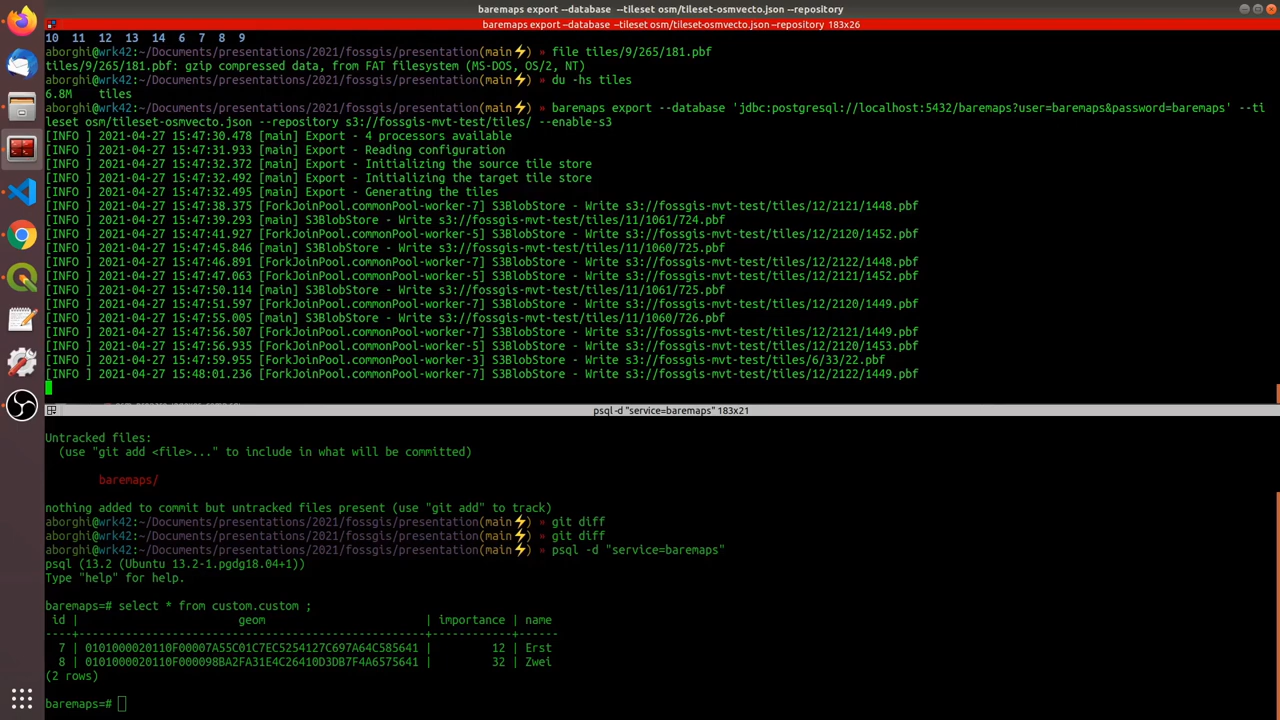 baremaps export --database --tileset osm/tileset-osmvecto.json --repository
baremaps export --database --tileset osm/tileset-osmvecto.json --repository 183x26
10 11 12 13 14 6 7 8 9
aborghi@wrk42:~/Documents/presentations/2021/fossgis/presentation(main⚡) » file tiles/9/265/181.pbf
tiles/9/265/181.pbf: gzip compressed data, from FAT filesystem (MS-DOS, OS/2, NT)
aborghi@wrk42:~/Documents/presentations/2021/fossgis/presentation(main⚡) » du -hs tiles
6.8M tiles
aborghi@wrk42:~/Documents/presentations/2021/fossgis/presentation(main⚡) » baremaps export --database 'jdbc:postgresql://localhost:5432/baremaps?user=baremaps&password=baremaps' --ti
leset osm/tileset-osmvecto.json --repository s3://fossgis-mvt-test/tiles/ --enable-s3
[INFO ] 2021-04-27 15:47:30.478 [main] Export - 4 processors available
[INFO ] 2021-04-27 15:47:31.933 [main] Export - Reading configuration
[INFO ] 2021-04-27 15:47:32.372 [main] Export - Initializing the source tile store
[INFO ] 2021-04-27 15:47:32.492 [main] Export - Initializing the target tile store
[INFO ] 2021-04-27 15:47:32.495 [main] Export - Generating the tiles
[INFO ] 2021-04-27 15:47:38.375 [ForkJoinPool.commonPool-worker-7] S3BlobStore - Write s3://fossgis-mvt-test/tiles/12/2121/1448.pbf
[INFO ] 2021-04-27 15:47:39.293 [main] S3BlobStore - Write s3://fossgis-mvt-test/tiles/11/1061/724.pbf
[INFO ] 2021-04-27 15:47:41.927 [ForkJoinPool.commonPool-worker-5] S3BlobStore - Write s3://fossgis-mvt-test/tiles/12/2120/1452.pbf
[INFO ] 2021-04-27 15:47:45.846 [main] S3BlobStore - Write s3://fossgis-mvt-test/tiles/11/1060/725.pbf
[INFO ] 2021-04-27 15:47:46.891 [ForkJoinPool.commonPool-worker-7] S3BlobStore - Write s3://fossgis-mvt-test/tiles/12/2122/1448.pbf
[INFO ] 2021-04-27 15:47:47.063 [ForkJoinPool.commonPool-worker-5] S3BlobStore - Write s3://fossgis-mvt-test/tiles/12/2121/1452.pbf
[INFO ] 2021-04-27 15:47:50.114 [main] S3BlobStore - Write s3://fossgis-mvt-test/tiles/11/1061/725.pbf
[INFO ] 2021-04-27 15:47:51.597 [ForkJoinPool.commonPool-worker-7] S3BlobStore - Write s3://fossgis-mvt-test/tiles/12/2120/1449.pbf
[INFO ] 2021-04-27 15:47:55.005 [main] S3BlobStore - Write s3://fossgis-mvt-test/tiles/11/1060/726.pbf
[INFO ] 2021-04-27 15:47:56.507 [ForkJoinPool.commonPool-worker-7] S3BlobStore - Write s3://fossgis-mvt-test/tiles/12/2121/1449.pbf
[INFO ] 2021-04-27 15:47:56.935 [ForkJoinPool.commonPool-worker-5] S3BlobStore - Write s3://fossgis-mvt-test/tiles/12/2120/1453.pbf
[INFO ] 2021-04-27 15:47:59.955 [ForkJoinPool.commonPool-worker-3] S3BlobStore - Write s3://fossgis-mvt-test/tiles/6/33/22.pbf
[INFO ] 2021-04-27 15:48:01.236 [ForkJoinPool.commonPool-worker-7] S3BlobStore - Write s3://fossgis-mvt-test/tiles/12/2122/1449.pbf
psql -d "service=baremaps" 183x21
Untracked files:
(use "git add <file>..." to include in what will be committed)
baremaps/
nothing added to commit but untracked files present (use "git add" to track)
aborghi@wrk42:~/Documents/presentations/2021/fossgis/presentation(main⚡) » git diff
aborghi@wrk42:~/Documents/presentations/2021/fossgis/presentation(main⚡) » git diff
aborghi@wrk42:~/Documents/presentations/2021/fossgis/presentation(main⚡) » psql -d "service=baremaps"
psql (13.2 (Ubuntu 13.2-1.pgdg18.04+1))
Type "help" for help.
baremaps=# select * from custom.custom ;
id | geom | importance | name
----+----------------------------------------------------+------------+------
7 | 0101000020110F00007A55C01C7EC5254127C697A64C585641 | 12 | Erst
8 | 0101000020110F000098BA2FA31E4C26410D3DB7F4A6575641 | 32 | Zwei
(2 rows)
baremaps=#